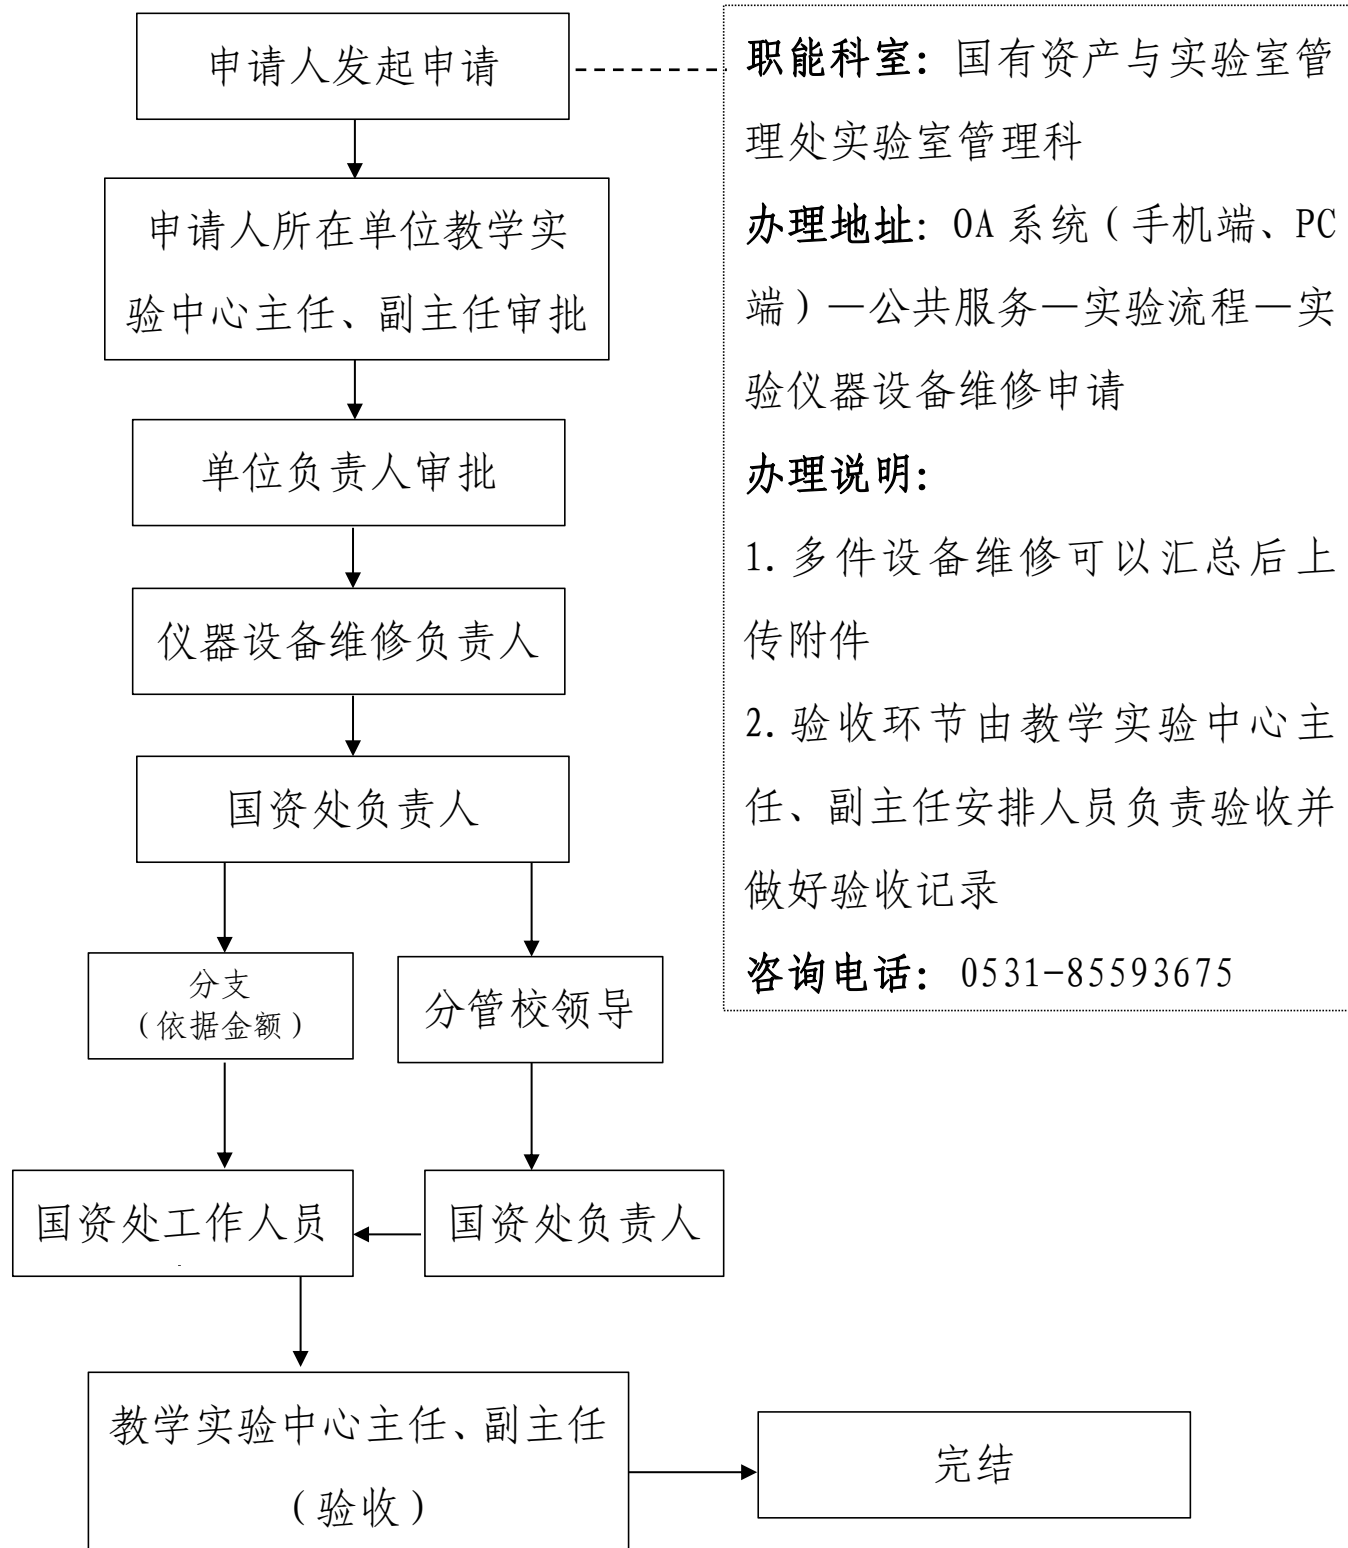 申请人发起申请
申请人所在单位教学实
验中心主任、副主任审批
单位负责人审批
仪器设备维修负责人
国资处负责人
分支
（依据金额）
分管校领导
国资处工作人员
国资处负责人
教学实验中心主任、副主任
（验收）
完结
职能科室：国有资产与实验室管
理处实验室管理科
办理地址：OA 系统（手机端、PC
端）—公共服务—实验流程—实
验仪器设备维修申请
办理说明：
1. 多件设备维修可以汇总后上
传附件
2. 验收环节由教学实验中心主
任、副主任安排人员负责验收并
做好验收记录
咨询电话：0531-85593675